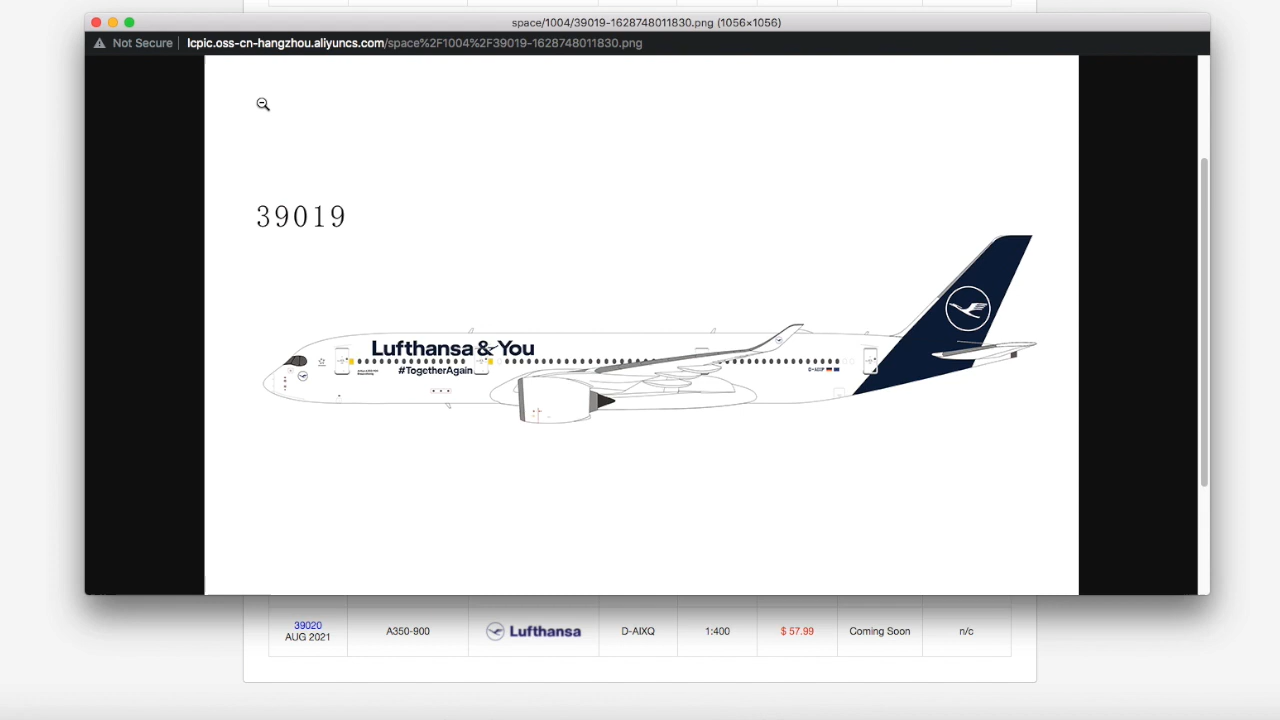 space/1004/39019-1628748011830.png (1056×1056)
Not Secure lcpic.oss-cn-hangzhou.aliyuncs.com/space%2F1004%2F39019-1628748011830.png
39019
Lufthansa & You
#TogetherAgain
D-AIXP
39020
AUG 2021
A350-900
Lufthansa
D-AIXQ
1:400
$ 57.99
Coming Soon
n/c